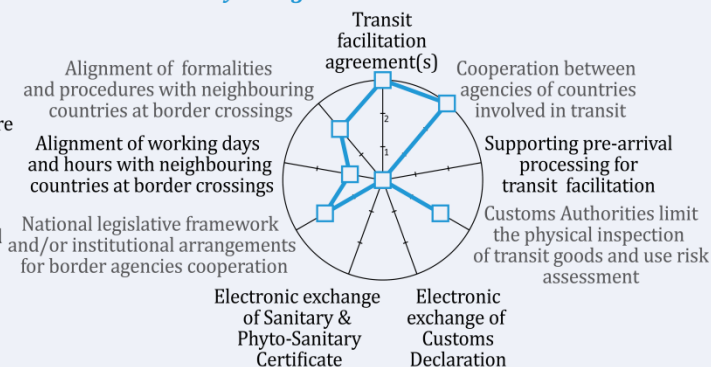 Transit
facilitation
agreement(s)
Alignment of formalities
and procedures with neighbouring
countries at border crossings
Cooperation between
agencies of countries
involved in transit
2
1
re
Alignment of working days
and hours with neighbouring
countries at border crossings
Supporting pre-arrival
processing for
transit facilitation
National legislative framework
and/or institutional arrangements
for border agencies cooperation
Customs Authorities limit
the physical inspection
of transit goods and use risk
assessment
Electronic exchange
of Sanitary &
Phyto-Sanitary
Certificate
Electronic
exchange of
Customs
Declaration